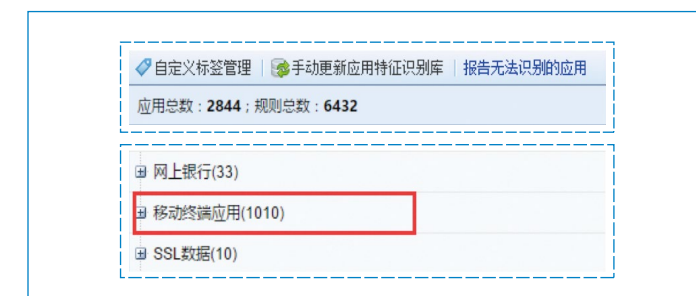 自定义标签管理 | 手动更新应用特征识别库 | 报告无法识别的应用
应用总数：2844；规则总数：6432
网上银行(33)
移动终端应用(1010)
SSL数据(10)